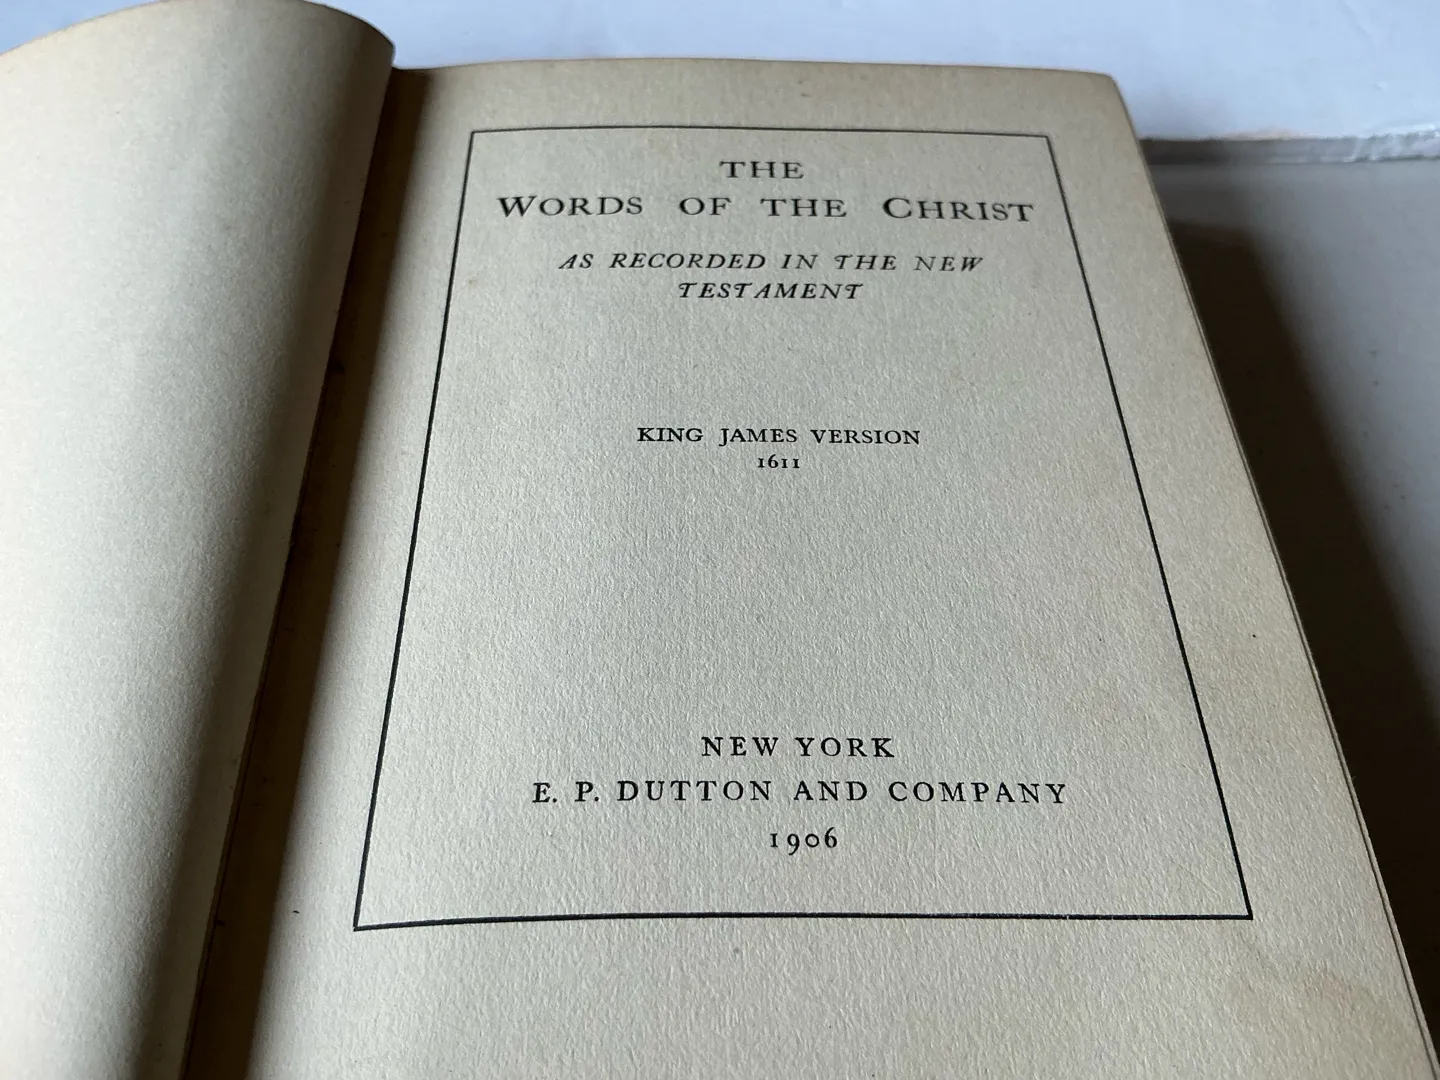 THE
WORDS OF THE CHRIST
AS RECORDED IN THE NEW
TESTAMENT
KING JAMES VERSION
1611
NEW YORK
E. P. DUTTON AND COMPANY
1906